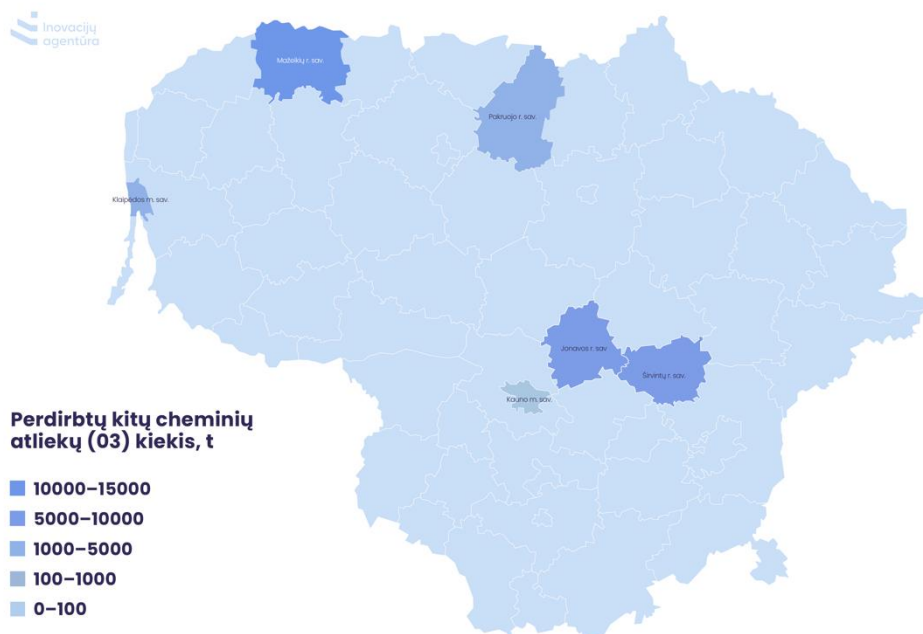 Inovacijų
agentūra
Mažeikių r. sav.
Pakruojo r. sav.
Klaipėdos m. sav.
Jonavos r. sav
Širvintų r. sav.
Kauno m. sav.
Perdirbtų kitų cheminių
atliekų (03) kiekis, t
10000–15000
5000–10000
1000–5000
100–1000
0–100